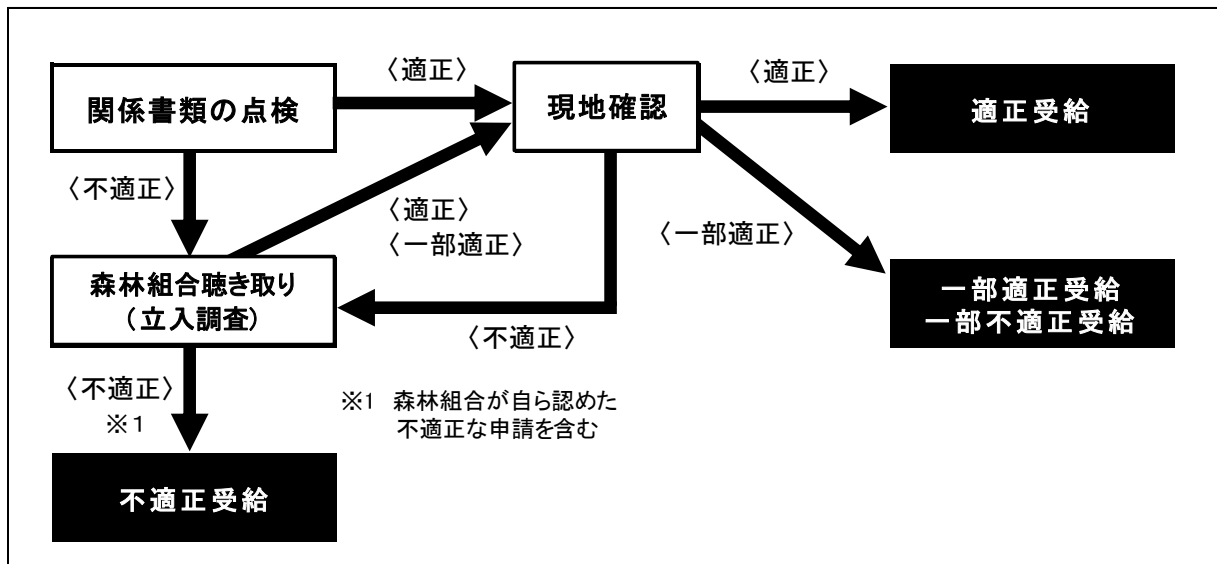 〈適正〉
〈適正〉
関係書類の点検
現地確認
適正受給
〈不適正〉
〈適正〉
〈一部適正〉
〈一部適正〉
森林組合聴き取り
(立入調査)
一部適正受給
一部不適正受給
〈不適正〉
〈不適正〉
※1
※1 森林組合が自ら認めた
不適正な申請を含む
不適正受給